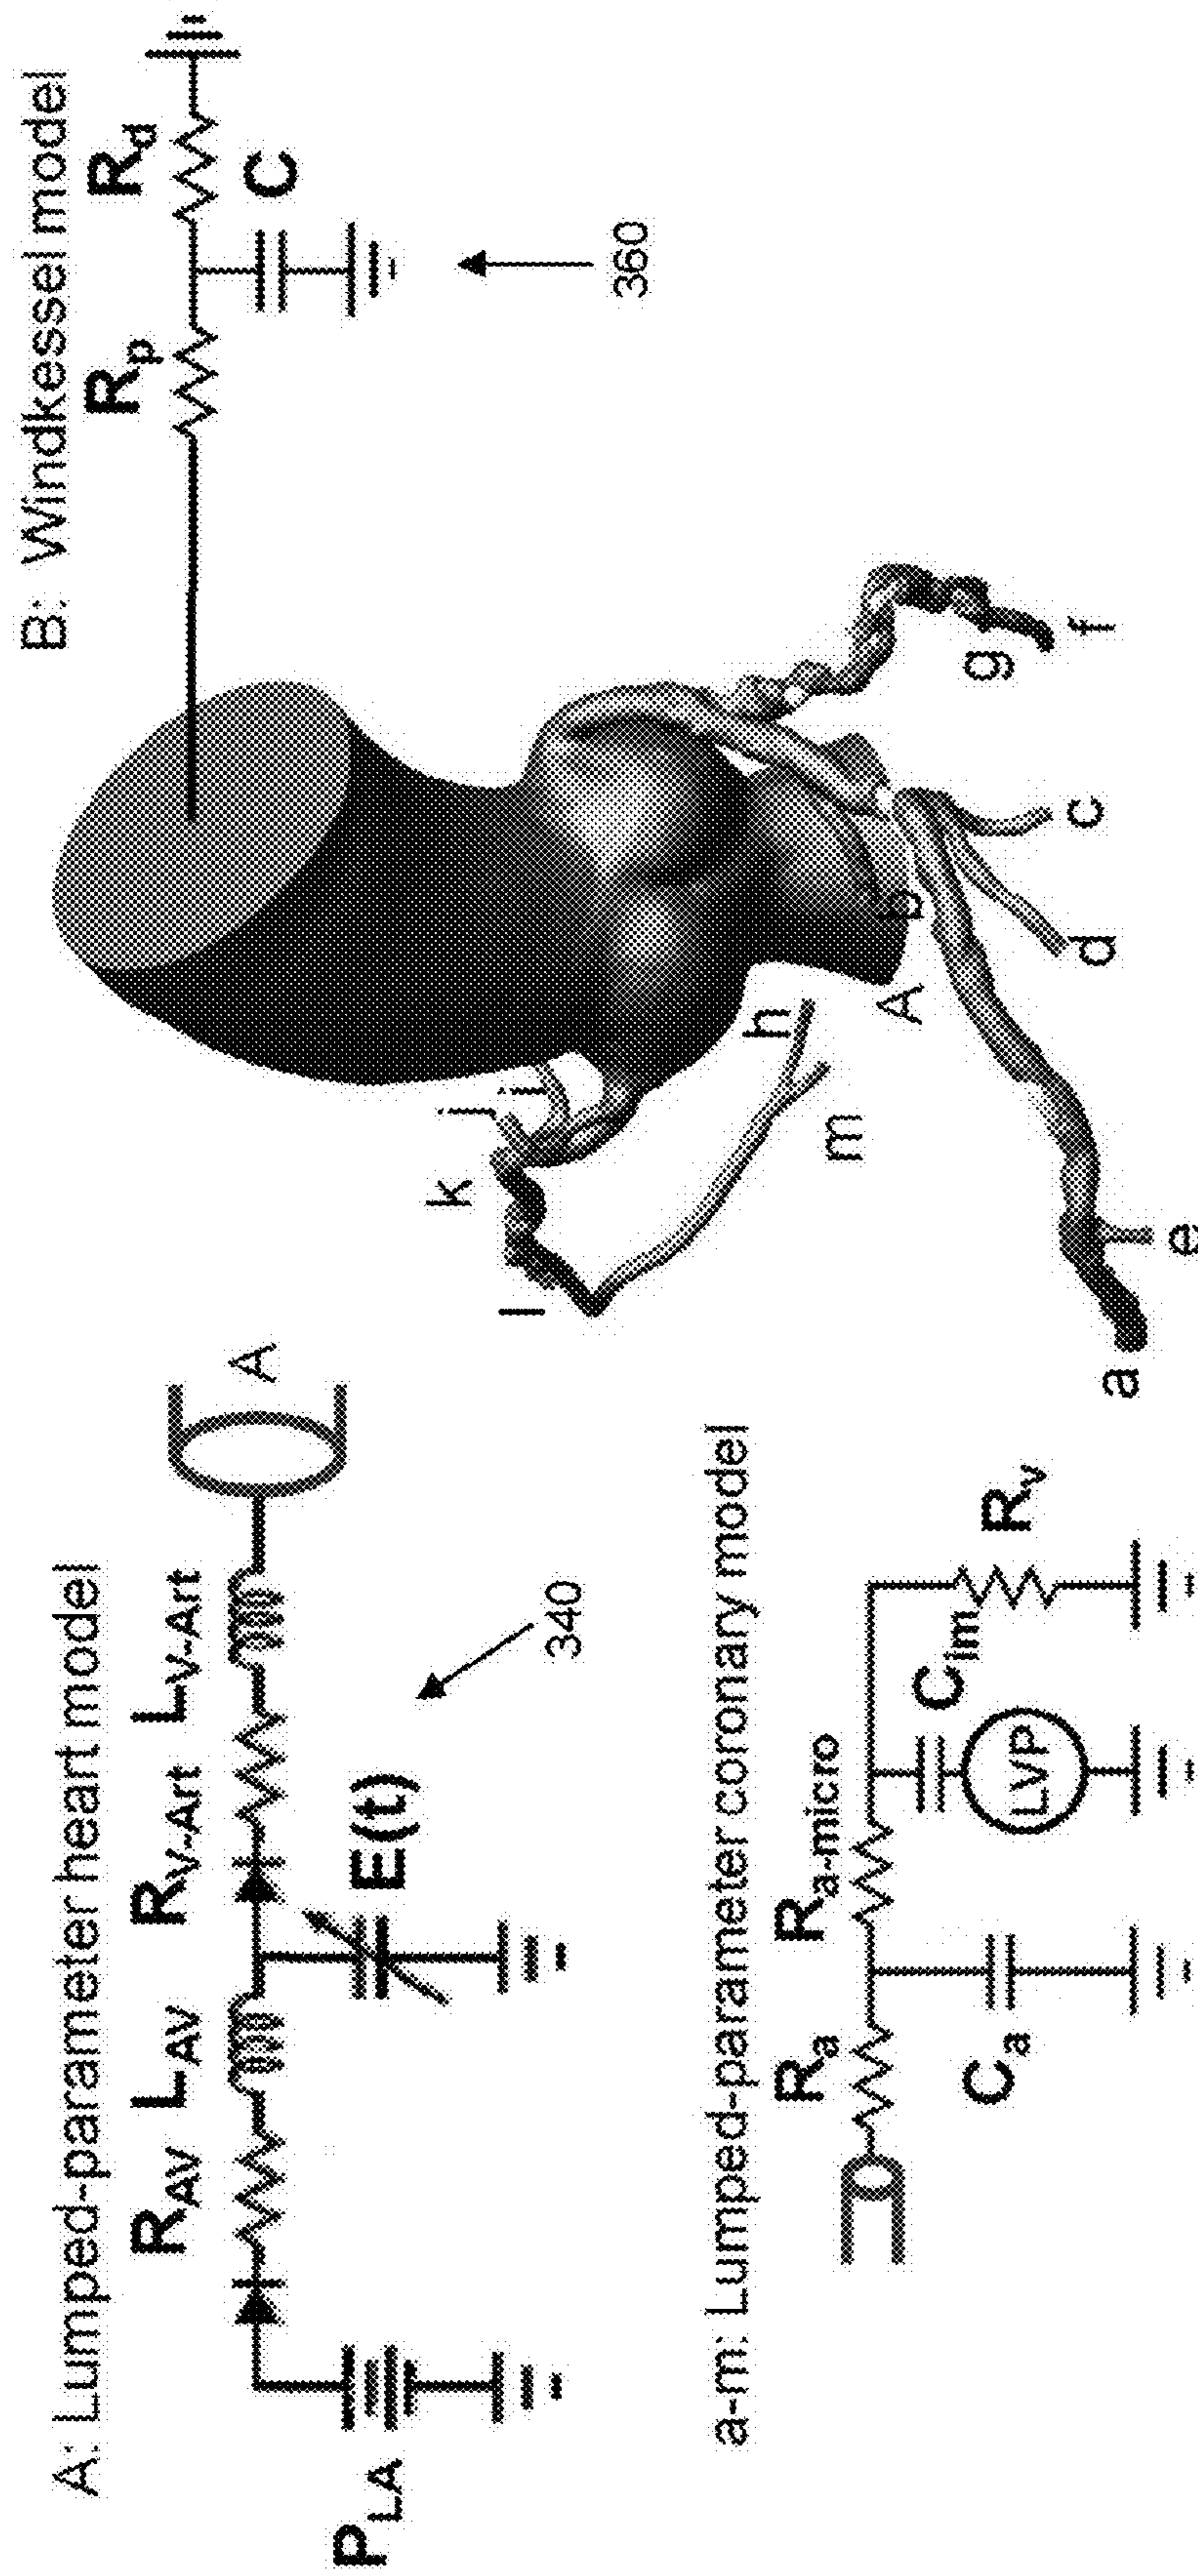 A: Lumped-parameter heart model
R_AV L_AV R_V-Art L_V-Art
A
P_LA
E(t)
340
B: Windkessel model
R_p R_d
C
360
a-m: Lumped-parameter coronary model
R_a R_a-micro
C_im
R_v
LVP
C_a
j i
k
l
h
m
A
b
g
f
c
d
e
a